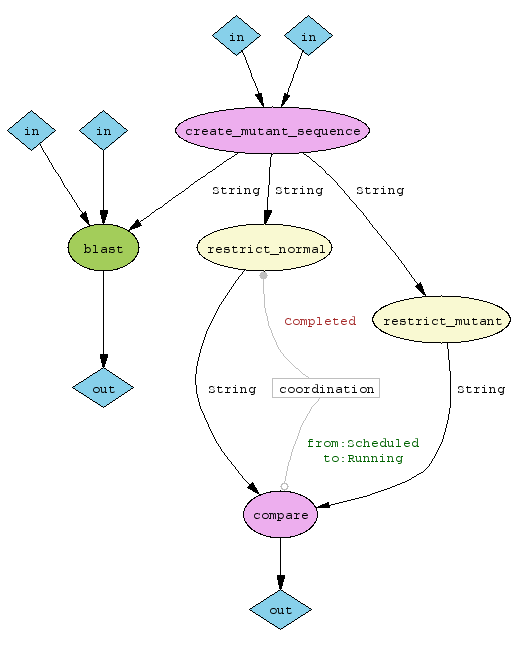 in
in
in
in
create_mutant_sequence
String
String
String
blast
restrict_normal
Completed
restrict_mutant
out
String
coordination
String
from:Scheduled
to:Running
compare
out